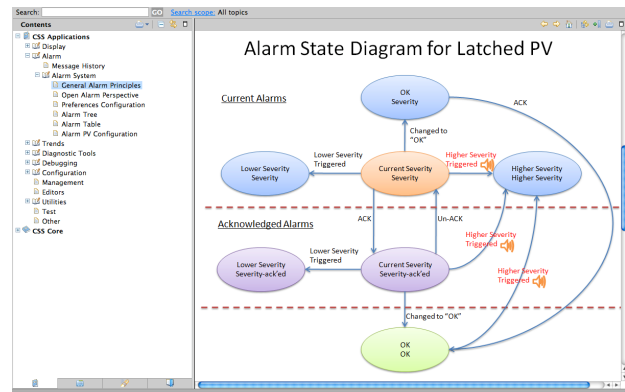 Search:
GO
Search scope: All topics
Contents
CSS Applications
Display
Alarm
Message History
Alarm System
General Alarm Principles
Open Alarm Perspective
Preferences Configuration
Alarm Tree
Alarm Table
Alarm PV Configuration
Trends
Diagnostic Tools
Debugging
Configuration
Management
Editors
Utilities
Test
Other
CSS Core
Alarm State Diagram for Latched PV
Current Alarms
OK
Severity
ACK
Changed to
"OK"
Lower Severity
Triggered
Higher Severity
Triggered
Lower Severity
Severity
Current Severity
Severity
Higher Severity
Higher Severity
ACK
Un-ACK
Acknowledged Alarms
Higher Severity
Triggered
Lower Severity
Triggered
Lower Severity
Severity-ack'ed
Current Severity
Severity-ack'ed
Higher Severity
Triggered
Changed to "OK"
OK
OK